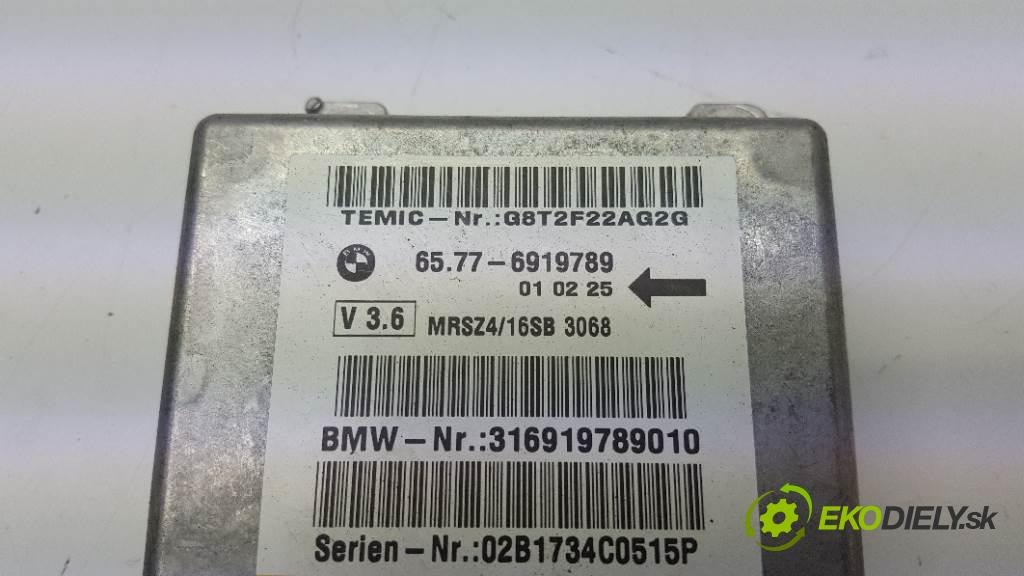 TEMIC-Nr.:G8T2F22AG2G
BMW
65.77-6919789
01 02 25
V 3.6
MRSZ4/16SB 3068
BMW-Nr.:316919789010
Serien-Nr.:02B1734C0515P
EKODIELY.sk